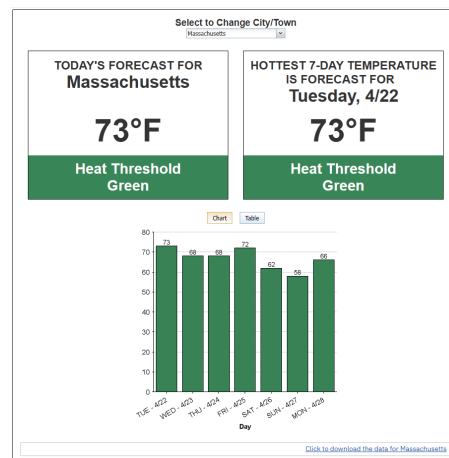 Select to Change City/Town
Massachusetts
TODAY'S FORECAST FOR
Massachusetts
73°F
Heat Threshold
Green
HOTTEST 7-DAY TEMPERATURE
IS FORECAST FOR
Tuesday, 4/22
73°F
Heat Threshold
Green
Chart
Table
80
70
60
50
40
30
20
10
0
73
68
68
72
62
58
66
TUE - 4/22
WED - 4/23
THU - 4/24
FRI - 4/25
SAT - 4/26
SUN - 4/27
MON - 4/28
Day
Click to download the data for Massachusetts